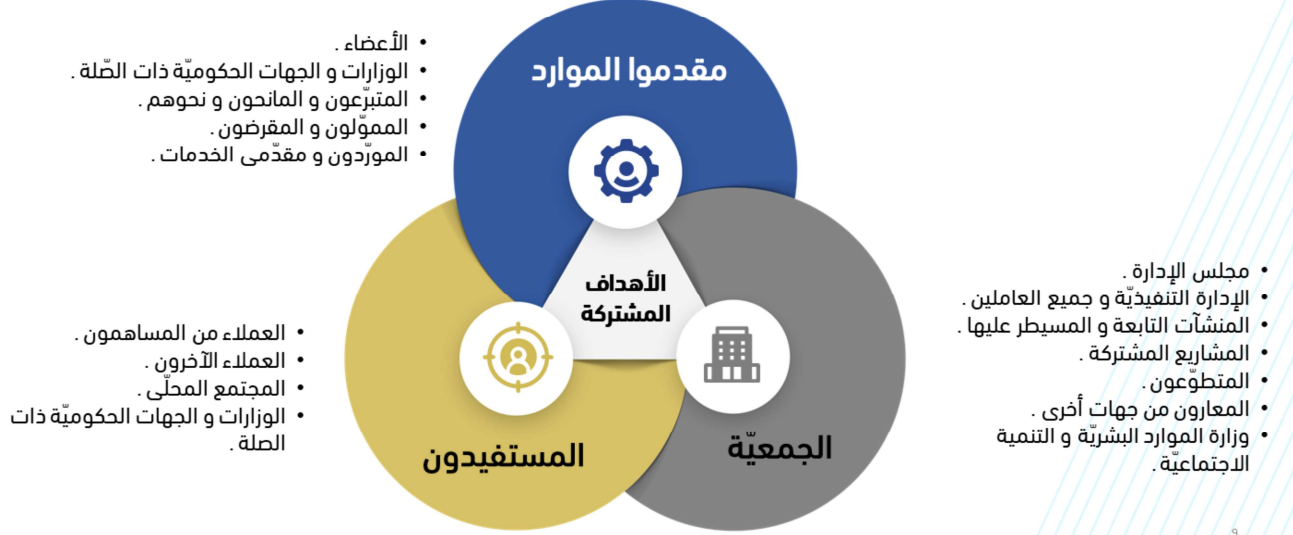 مقدموا الموارد
• الأعضاء .
• الوزارات و الجهات الحكوميّة ذات الصّلة .
• المتبرّعون و المانحون و نحوهم .
• المموّلون و المقرضون .
• المورّدون و مقدّمى الخدمات .
الأهداف
المشتركة
الجمعيّة
• مجلس الإدارة .
• الإدارة التنفيذيّة و جميع العاملين .
• المنشآت التابعة و المسيطر عليها .
• المشاريع المشتركة .
• المتطوّعون .
• المعارون من جهات أخرى .
• وزارة الموارد البشريّة و التنمية
الاجتماعيّة .
المستفيدون
• العملاء من المساهمون .
• العملاء الآخرون .
• المجتمع المحلّى .
• الوزارات و الجهات الحكوميّة ذات
الصلة .
٩